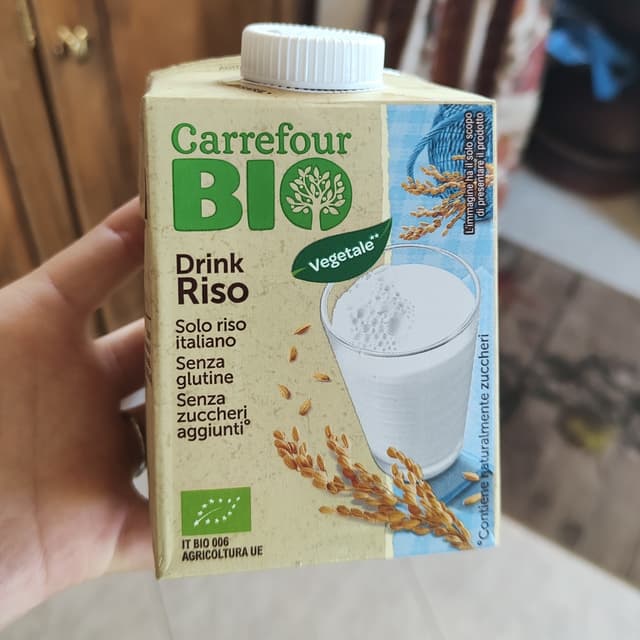 Carrefour
BIO
Vegetale**
Drink
Riso
Solo riso
italiano
Senza
glutine
Senza
zuccheri
aggiunti°
L'immagine ha il solo scopo
di presentare il prodotto
°Contiene naturalmente zuccheri
IT BIO 006
AGRICOLTURA UE